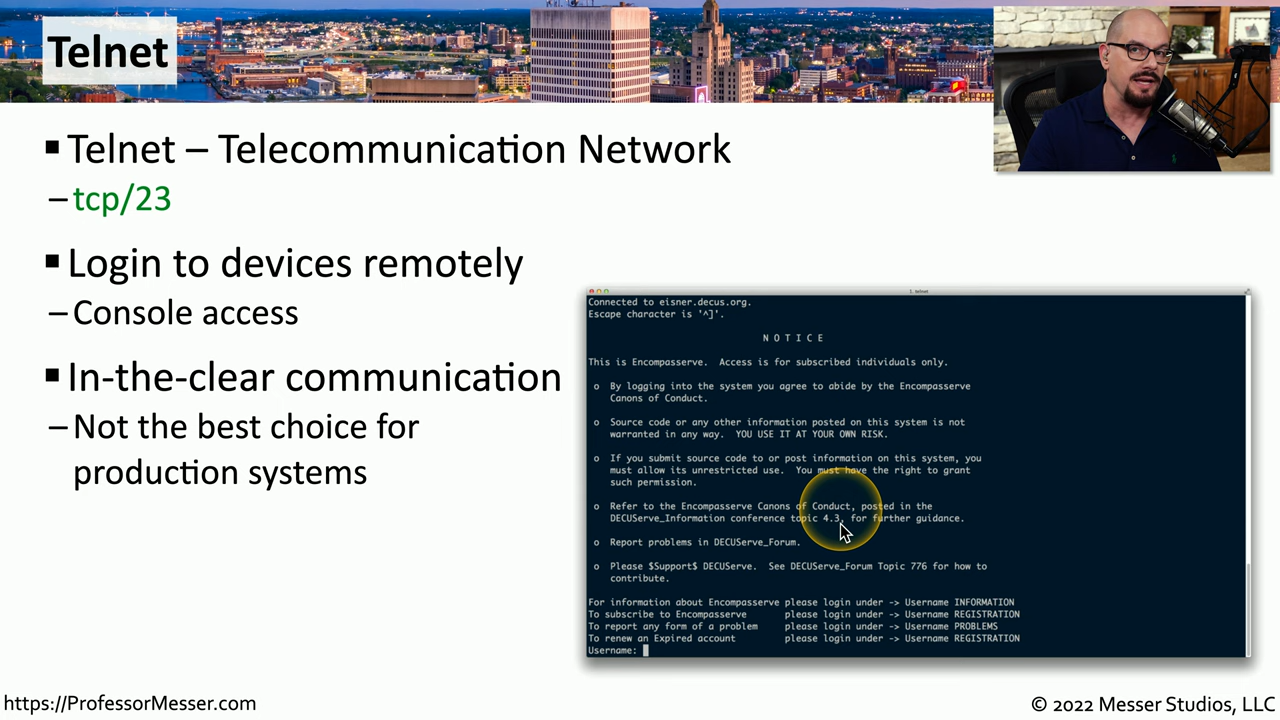 Telnet
▪ Telnet – Telecommunication Network
– tcp/23
▪ Login to devices remotely
– Console access
▪ In-the-clear communication
– Not the best choice for
production systems
1. telnet
Connected to eisner.decus.org.
Escape character is '^]'.
N O T I C E
This is Encompasserve.  Access is for subscribed individuals only.
o  By logging into the system you agree to abide by the Encompasserve
Canons of Conduct.
o  Source code or any other information posted on this system is not
warranted in any way.  YOU USE IT AT YOUR OWN RISK.
o  If you submit source code to or post information on this system, you
must allow its unrestricted use.  You must have the right to grant
such permission.
o  Refer to the Encompasserve Canons of Conduct, posted in the
DECUServe_Information conference topic 4.3, for further guidance.
o  Report problems in DECUServe_Forum.
o  Please $Support$ DECUServe.  See DECUServe_Forum Topic 776 for how to
contribute.
For information about Encompasserve please login under -> Username INFORMATION
To subscribe to Encompasserve      please login under -> Username REGISTRATION
To report any form of a problem    please login under -> Username PROBLEMS
To renew an Expired account        please login under -> Username REGISTRATION
Username:
https://ProfessorMesser.com
© 2022 Messer Studios, LLC